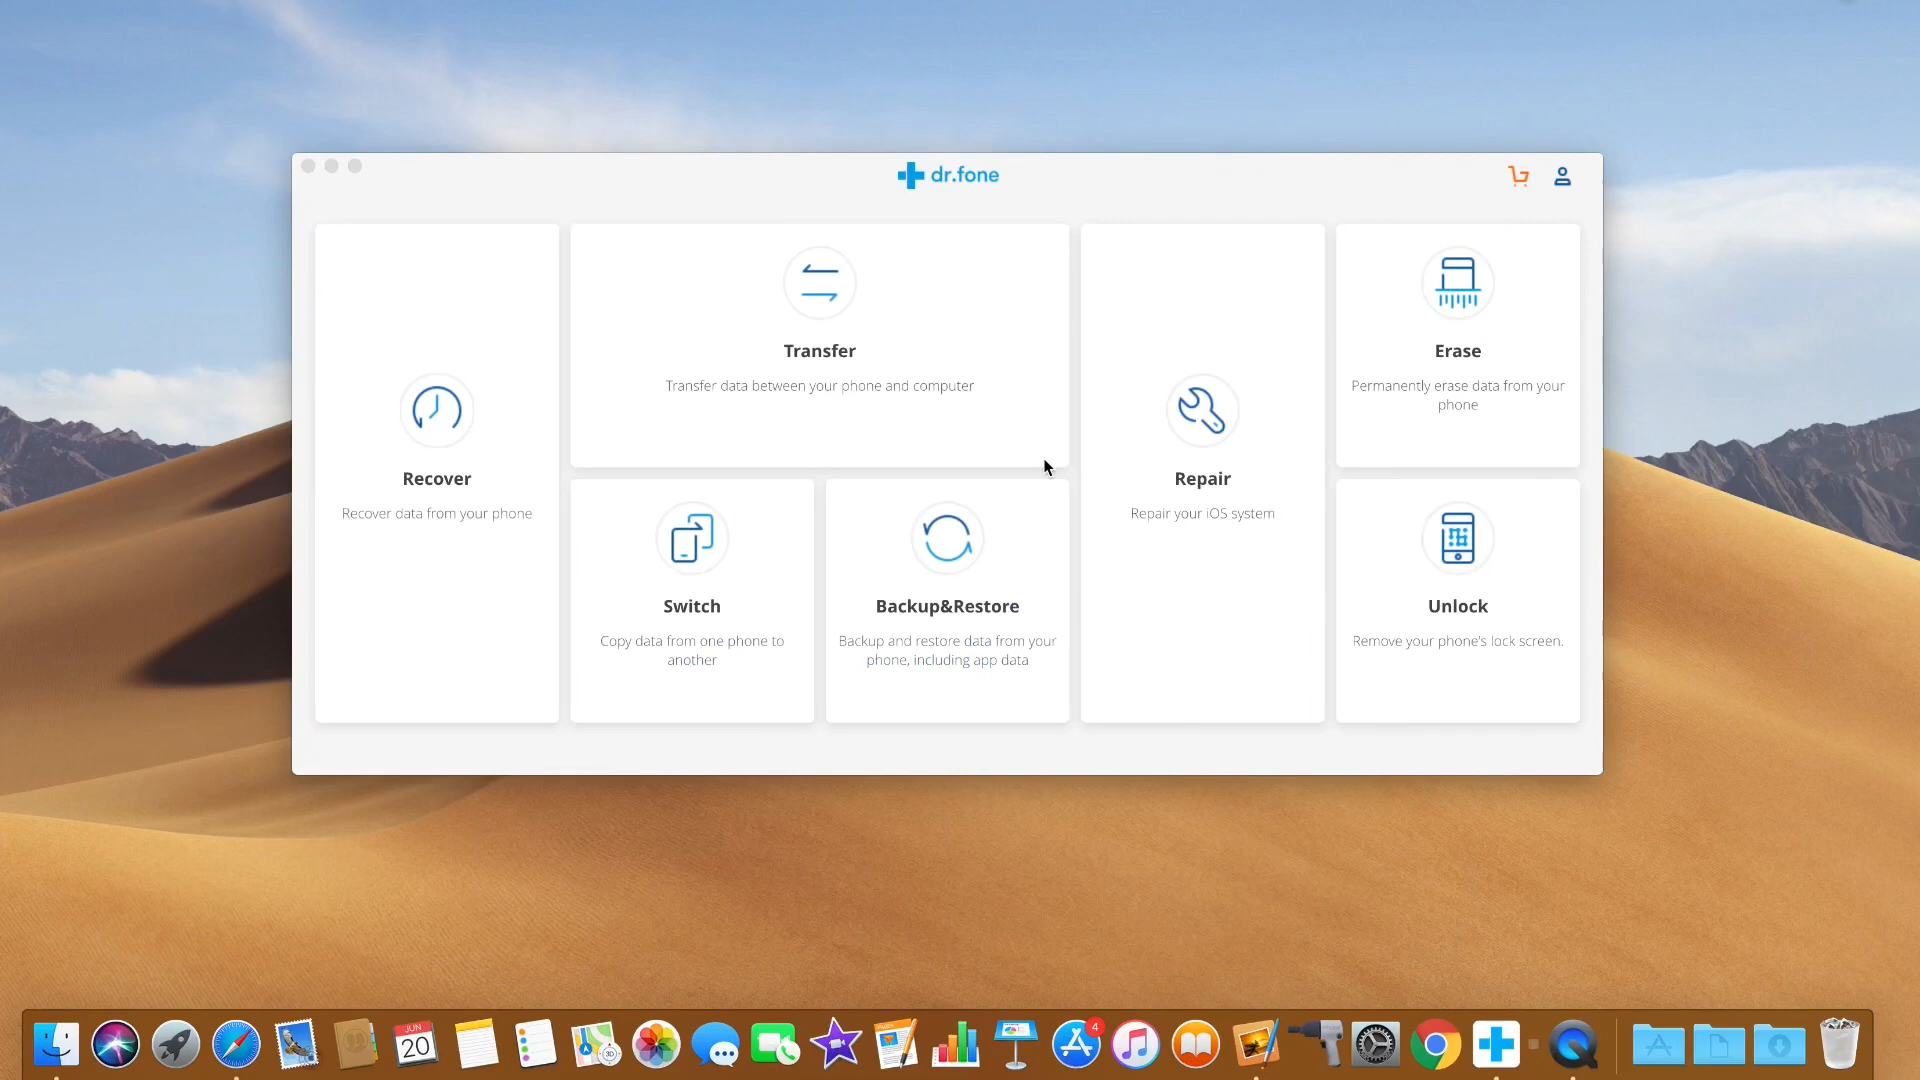 dr.fone
Transfer
Transfer data between your phone and computer
Erase
Permanently erase data from your
phone
Recover
Recover data from your phone
Repair
Repair your iOS system
Switch
Copy data from one phone to
another
Backup&Restore
Backup and restore data from your
phone, including app data
Unlock
Remove your phone's lock screen.
JUN
20
3D
4